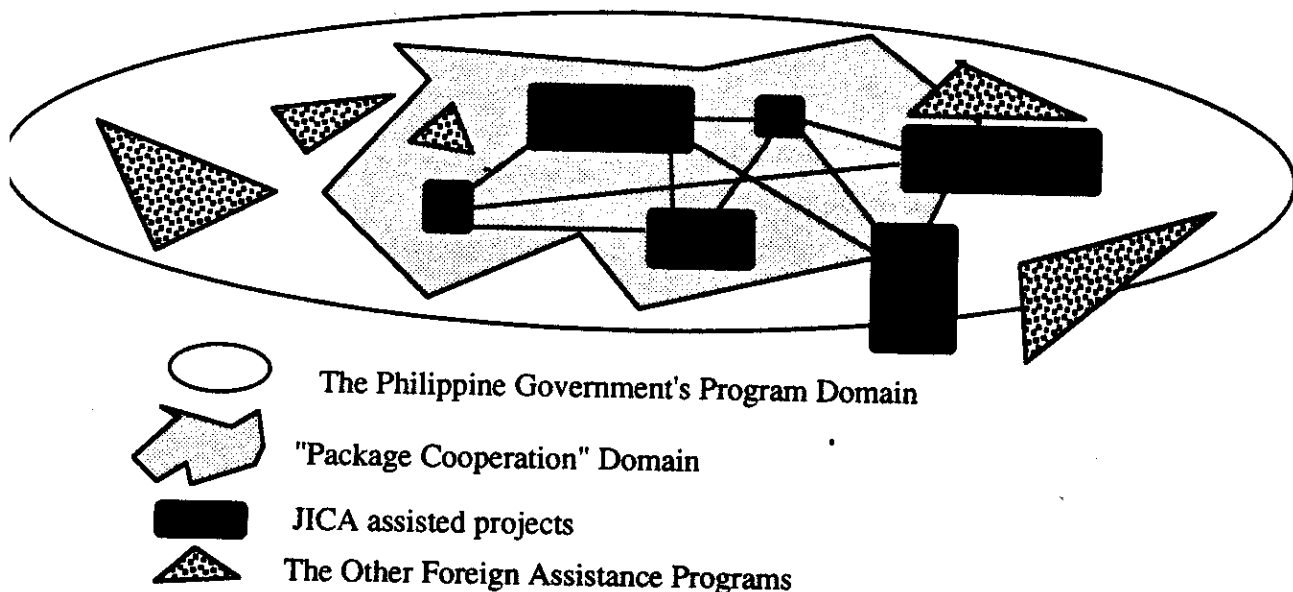 The Philippine Government's Program Domain
"Package Cooperation" Domain
JICA assisted projects
The Other Foreign Assistance Programs